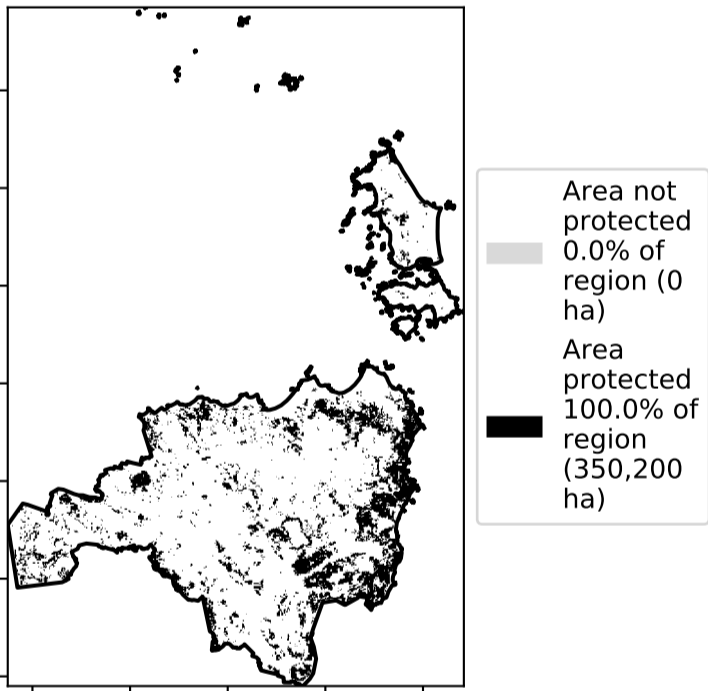 Area not
protected
0.0% of
region (0
ha)
Area
protected
100.0% of
region
(350,200
ha)